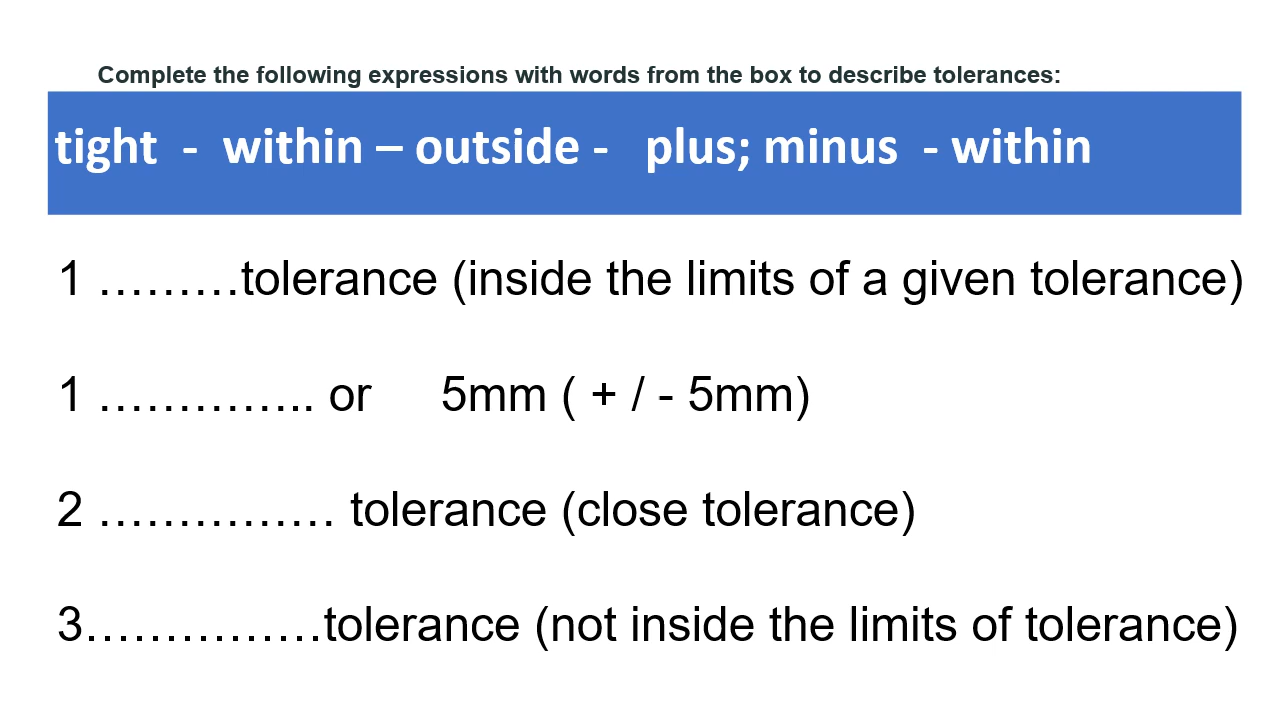 Complete the following expressions with words from the box to describe tolerances:
tight - within – outside - plus; minus - within
1 ………tolerance (inside the limits of a given tolerance)
1 ………….. or 5mm ( + / - 5mm)
2 …………… tolerance (close tolerance)
3……………tolerance (not inside the limits of tolerance)